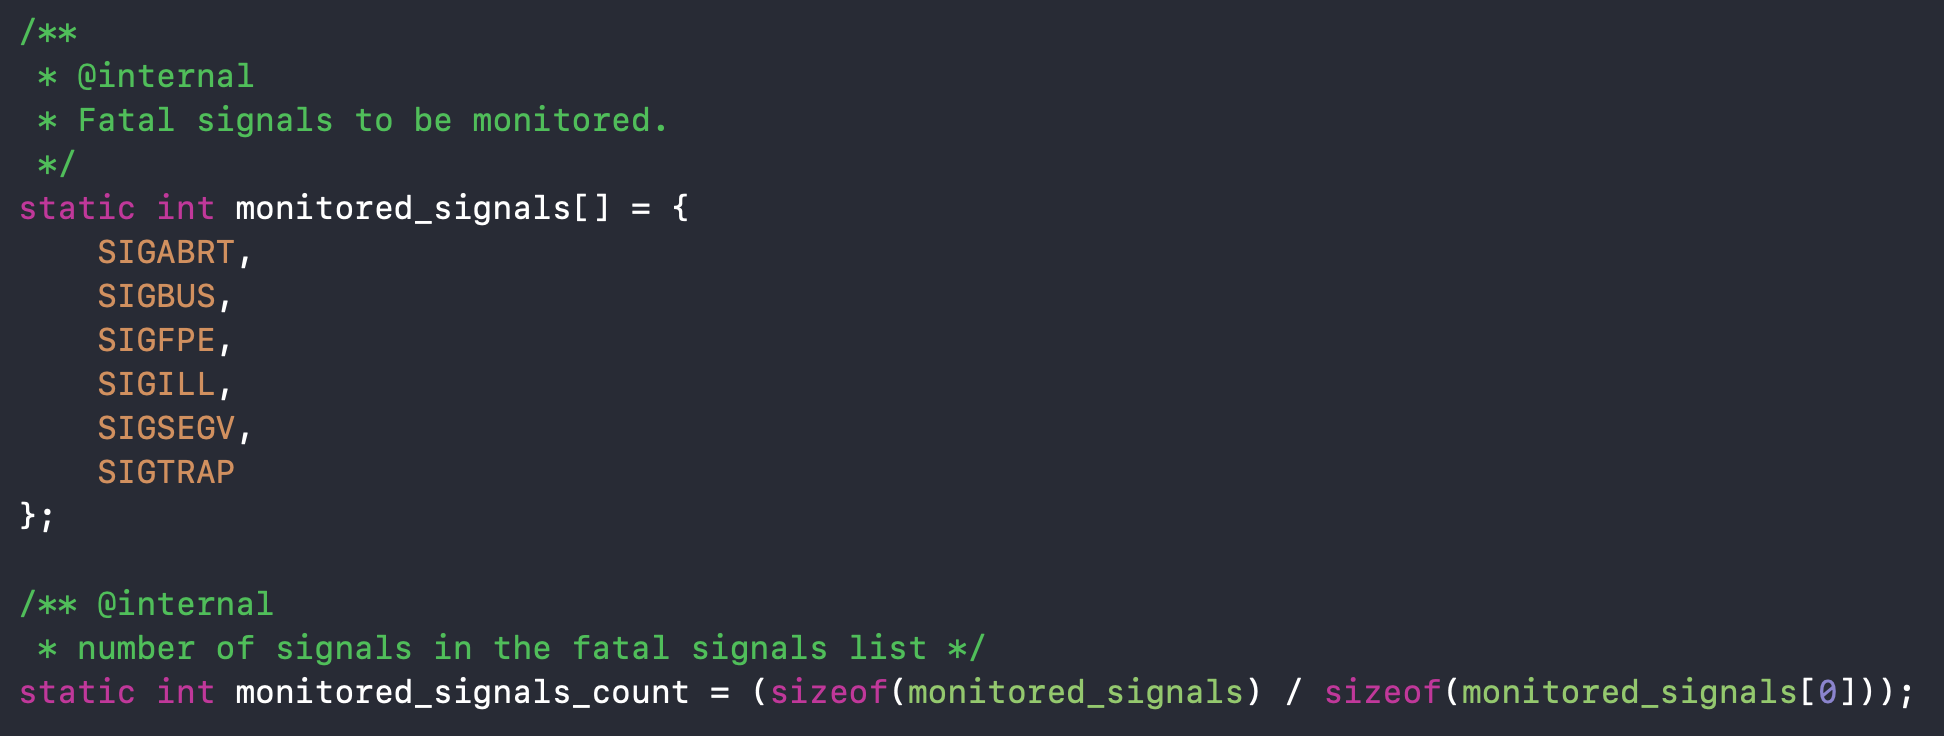 /**
 * @internal
 * Fatal signals to be monitored.
 */
static int monitored_signals[] = {
    SIGABRT,
    SIGBUS,
    SIGFPE,
    SIGILL,
    SIGSEGV,
    SIGTRAP
};

/** @internal
 * number of signals in the fatal signals list */
static int monitored_signals_count = (sizeof(monitored_signals) / sizeof(monitored_signals[0]));